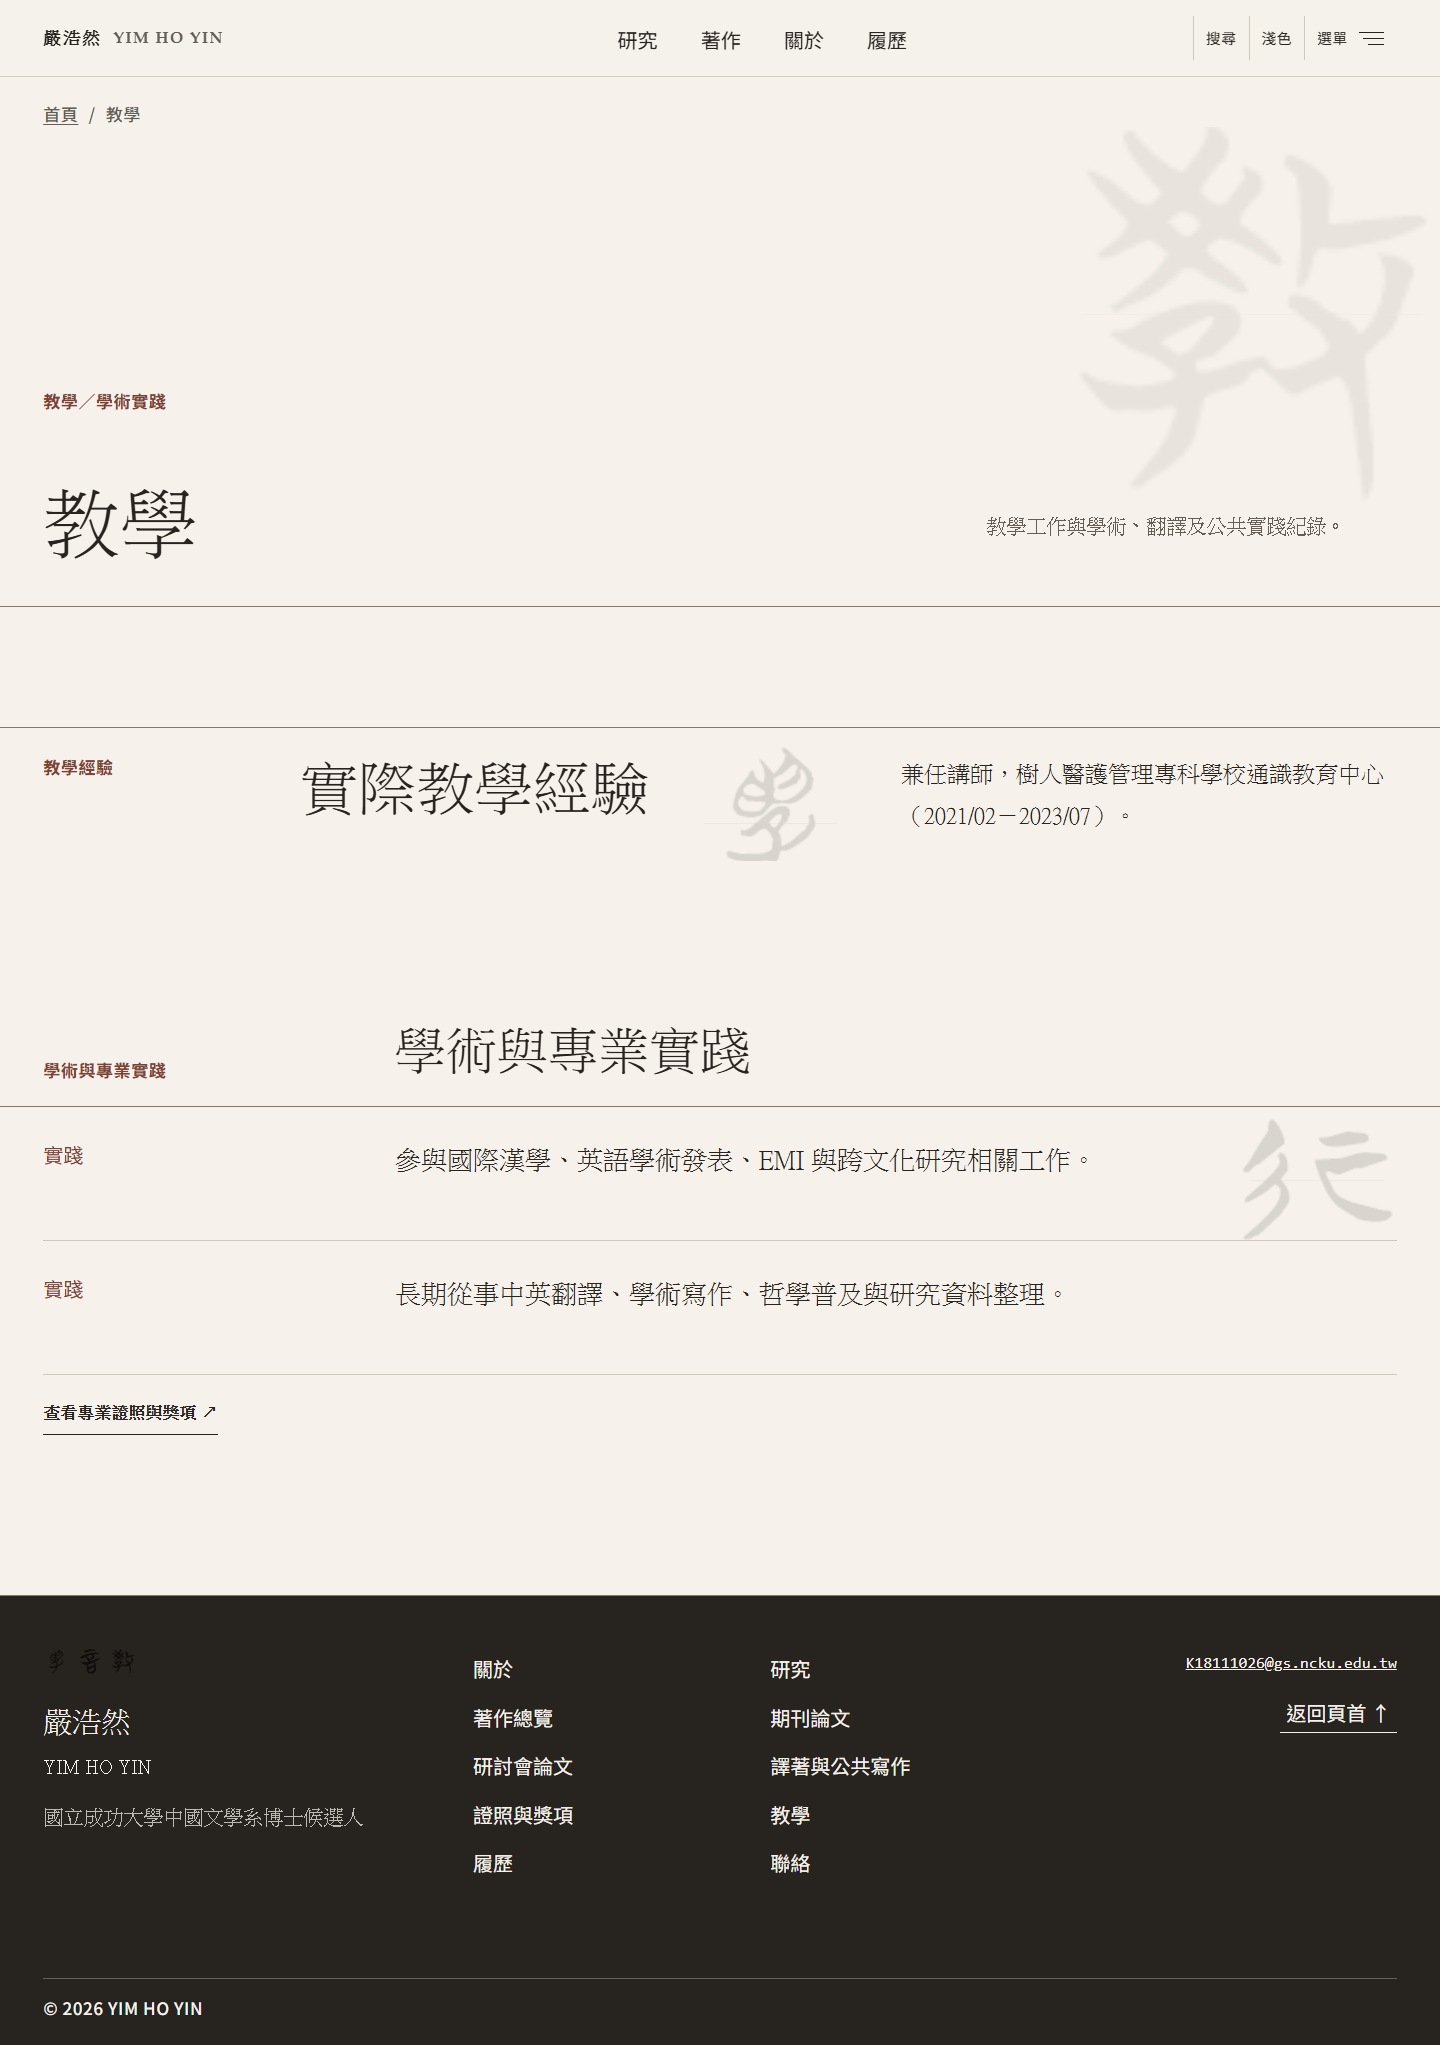 嚴浩然 YIM HO YIN
研究 著作 關於 履歷
搜尋 淺色 選單
首頁 / 教學
教
教學／學術實踐
教學
教學工作與學術、翻譯及公共實踐紀錄。
教學經驗
實際教學經驗
學
兼任講師，樹人醫護管理專科學校通識教育中心
（2021/02－2023/07）。
學術與專業實踐
學術與專業實踐
行
實踐
參與國際漢學、英語學術發表、EMI 與跨文化研究相關工作。
實踐
長期從事中英翻譯、學術寫作、哲學普及與研究資料整理。
查看專業證照與獎項 ↗
學 音 教
嚴浩然
YIM HO YIN
國立成功大學中國文學系博士候選人
關於
著作總覽
研討會論文
證照與獎項
履歷
研究
期刊論文
譯著與公共寫作
教學
聯絡
K18111026@gs.ncku.edu.tw
返回頁首 ↑
© 2026 YIM HO YIN